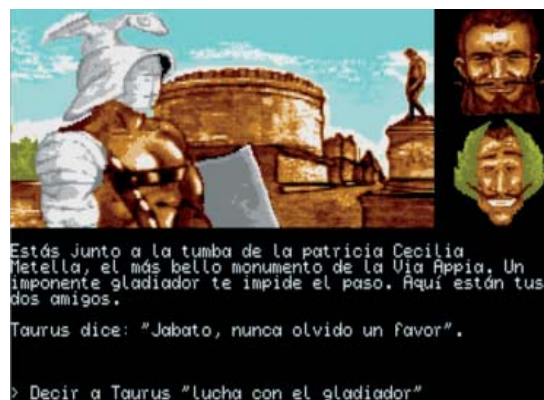 Estás junto a la tumba de la patricia Cecilia
Metella, el más bello monumento de la Via Appia. Un
imponente gladiador te impide el paso. Aquí están tus
dos amigos.
Taurus dice: "Jabato, nunca olvido un favor".
> Decir a Taurus "lucha con el gladiador"